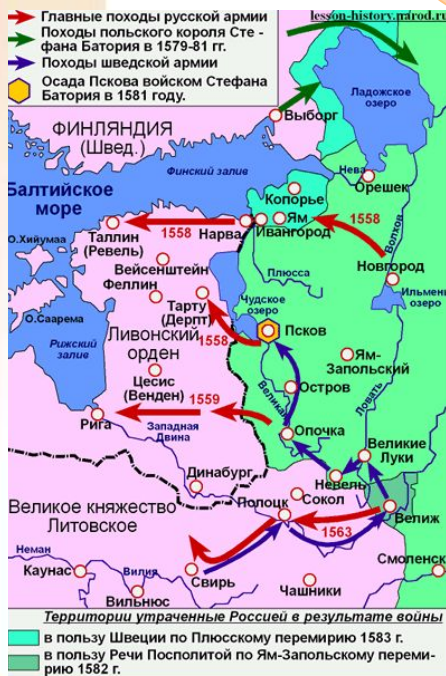 Главные походы русской армии
lesson-history.narod.ru
Походы польского короля Сте -
фана Батория в 1579-81 гг.
Походы шведской армии
Осада Пскова войском Стефана
Батория в 1581 году.
Ладожское
озеро
Выборг
ФИНЛЯНДИЯ
(Швед.)
Финский залив
Нева
Орешек
Балтийское
море
Копорье
Ям
1558
1558
Нарва
Ивангород
Волхов
Таллин
(Ревель)
О.Хийумаа
Новгород
Вейсенштейн
Плюсса
Ильмень
озеро
Феллин
Тарту
(Дерпт)
Чудское
озеро
Псков
О.Саарема
1558
Ливонский
орден
Рижский
залив
Ям-
Запольский
Цесис
(Венден)
Остров
Великая
Ловать
1559
Рига
Западная
Двина
Опочка
Великие
Луки
Динабург
Невель
Сокол
Великое княжество
Литовское
Полоцк
Велиж
1563
Неман
Смоленск
Каунас
Вилия
Свирь
Чашники
Вильнюс
Территории утраченные Россией в результате войны
в пользу Швеции по Плюсскому перемирию 1583 г.
в пользу Речи Посполитой по Ям-Запольскому переми-
рию 1582 г.